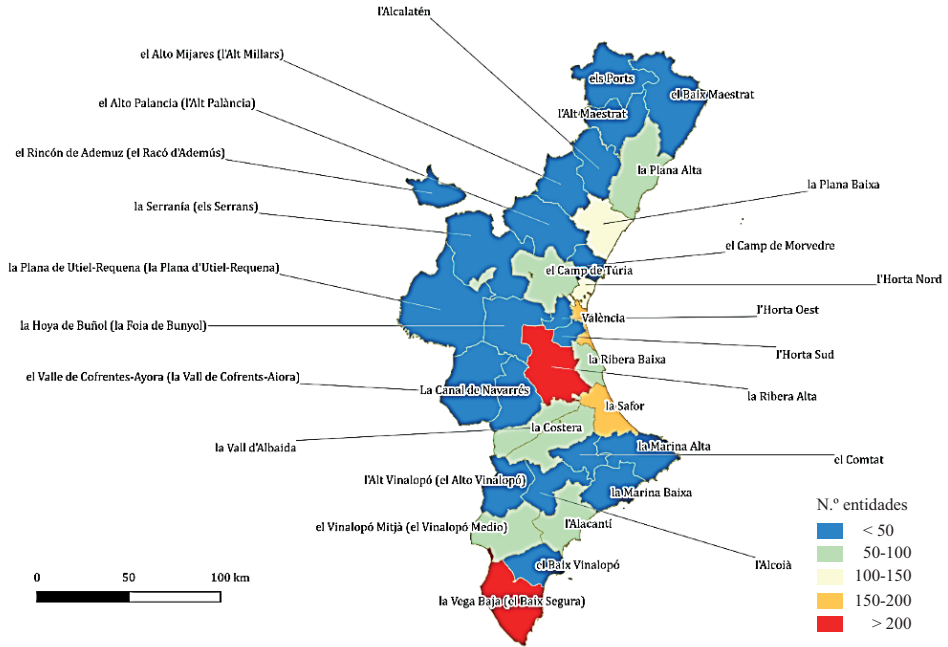 l'Alcalatén
el Alto Mijares (l'Alt Millars)
el Alto Palancia (l'Alt Palància)
el Rincón de Ademuz (el Racó d'Ademús)
la Serranía (els Serrans)
la Plana de Utiel-Requena (la Plana d'Utiel-Requena)
la Hoya de Buñol (la Foia de Bunyol)
el Valle de Cofrentes-Ayora (la Vall de Cofrents-Aiora)
La Canal de Navarrés
la Vall d'Albaida
l'Alt Vinalopó (el Alto Vinalopó)
el Vinalopó Mitjà (el Vinalopó Medio)
els Ports
el Baix Maestrat
l'Alt Maestrat
la Plana Alta
la Plana Baixa
el Camp de Morvedre
el Camp de Túria
l'Horta Nord
l'Horta Oest
València
l'Horta Sud
la Ribera Baixa
la Ribera Alta
la Safor
la Costera
la Marina Alta
el Comtat
la Marina Baixa
l'Alacantí
l'Alcoià
el Baix Vinalopó
la Vega Baja (el Baix Segura)
0 50 100 km
N.º entidades
< 50
50-100
100-150
150-200
> 200